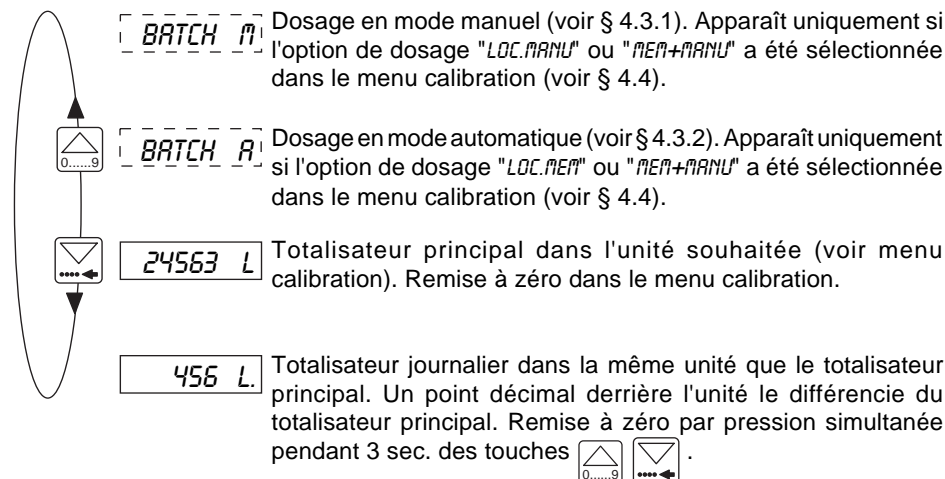 BATCH M Dosage en mode manuel (voir § 4.3.1). Apparaît uniquement si
l'option de dosage "LOC.MANU" ou "MEM+MANU" a été sélectionnée
dans le menu calibration (voir § 4.4).
0......9
BATCH A Dosage en mode automatique (voir § 4.3.2). Apparaît uniquement
si l'option de dosage "LOC.MEM" ou "MEM+MANU" a été sélectionnée
dans le menu calibration (voir § 4.4).
24563 L Totalisateur principal dans l'unité souhaitée (voir menu
calibration). Remise à zéro dans le menu calibration.
456 L. Totalisateur journalier dans la même unité que le totalisateur
principal. Un point décimal derrière l'unité le différencie du
totalisateur principal. Remise à zéro par pression simultanée
pendant 3 sec. des touches .
0......9